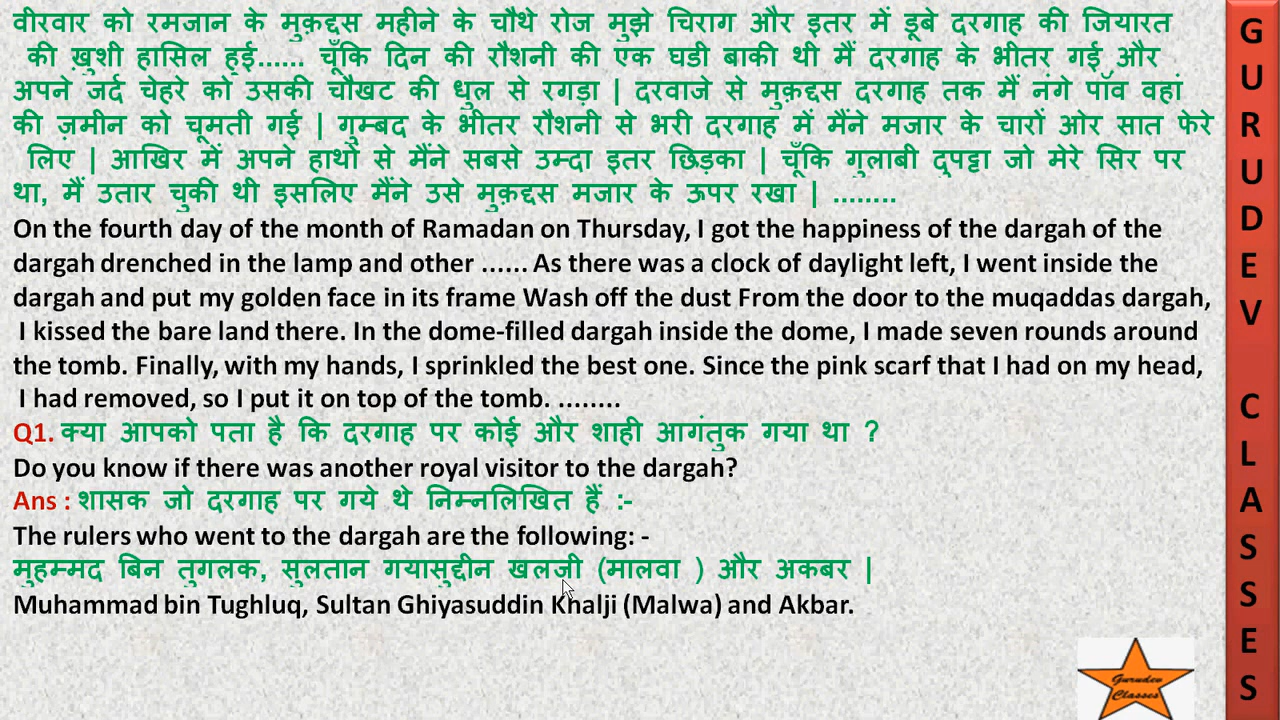 वीरवार को रमजान के मुक़द्दस महीने के चौथे रोज मुझे चिराग और इतर में डूबे दरगाह की जियारत
की ख़ुशी हासिल हुई...... चूँकि दिन की रौशनी की एक घडी बाकी थी मैं दरगाह के भीतर गई और
अपने जर्द चेहरे को उसकी चौखट की धुल से रगड़ा | दरवाजे से मुक़द्दस दरगाह तक मैं नंगे पाँव वहां
की ज़मीन को चूमती गई | गुम्बद के भीतर रौशनी से भरी दरगाह में मैंने मजार के चारों ओर सात फेरे
लिए | आखिर में अपने हाथों से मैंने सबसे उम्दा इतर छिड़का | चूँकि गुलाबी दूपट्टा जो मेरे सिर पर
था, मैं उतार चुकी थी इसलिए मैंने उसे मुक़द्दस मजार के ऊपर रखा | ........
On the fourth day of the month of Ramadan on Thursday, I got the happiness of the dargah of the
dargah drenched in the lamp and other ...... As there was a clock of daylight left, I went inside the
dargah and put my golden face in its frame Wash off the dust From the door to the muqaddas dargah,
I kissed the bare land there. In the dome-filled dargah inside the dome, I made seven rounds around
the tomb. Finally, with my hands, I sprinkled the best one. Since the pink scarf that I had on my head,
I had removed, so I put it on top of the tomb. ........
Q1. क्या आपको पता है कि दरगाह पर कोई और शाही आगंतुक गया था ?
Do you know if there was another royal visitor to the dargah?
Ans : शासक जो दरगाह पर गये थे निम्नलिखित हैं :-
The rulers who went to the dargah are the following: -
मुहम्मद बिन तुगलक, सुलतान गयासुद्दीन खलजी (मालवा ) और अकबर |
Muhammad bin Tughluq, Sultan Ghiyasuddin Khalji (Malwa) and Akbar.
GURUDEV CLASSES
Gurudev
Classes